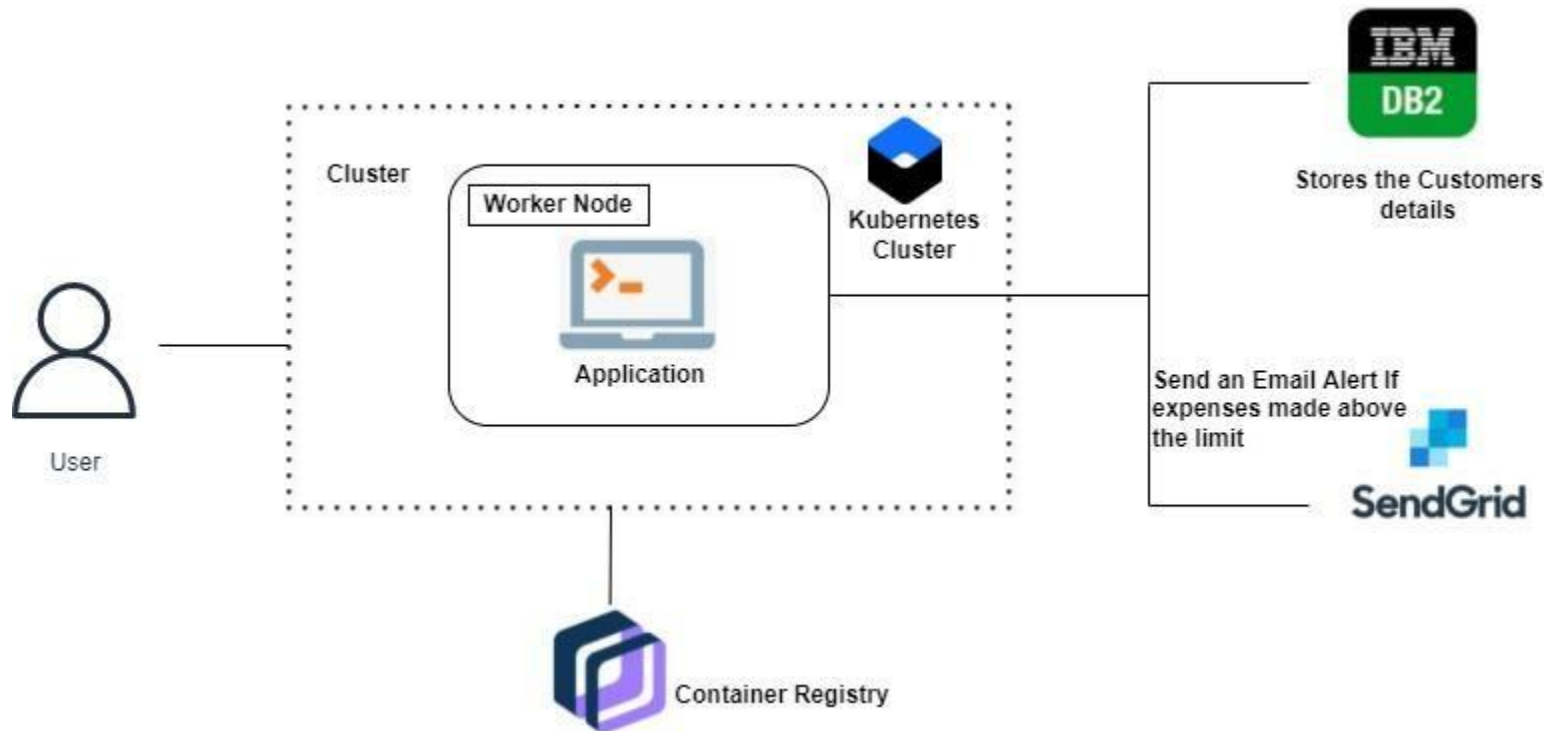 IBM
DB2
Stores the Customers
details
Cluster
Worker Node
Kubernetes
Cluster
Application
User
Send an Email Alert If
expenses made above
the limit
SendGrid
Container Registry